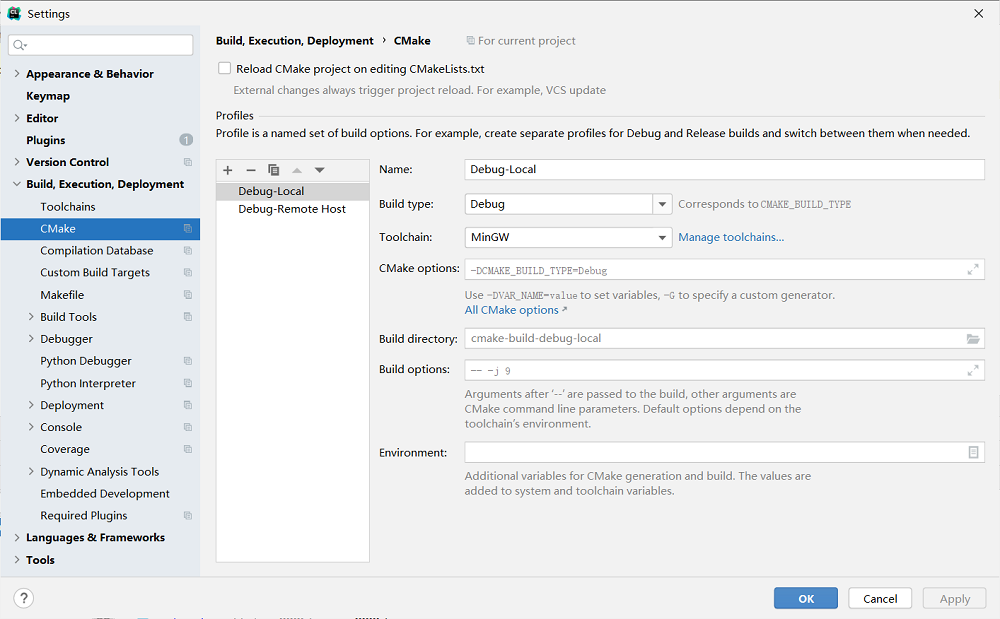 Settings
Build, Execution, Deployment › CMake For current project
Reload CMake project on editing CMakeLists.txt
External changes always trigger project reload. For example, VCS update
Profiles
Profile is a named set of build options. For example, create separate profiles for Debug and Release builds and switch between them when needed.
Appearance & Behavior
Keymap
Editor
Plugins 1
Version Control
Build, Execution, Deployment
Toolchains
CMake
Compilation Database
Custom Build Targets
Makefile
Build Tools
Debugger
Python Debugger
Python Interpreter
Deployment
Console
Coverage
Dynamic Analysis Tools
Embedded Development
Required Plugins
Languages & Frameworks
Tools
Debug-Local
Debug-Remote Host
Name: Debug-Local
Build type: Debug Corresponds to CMAKE_BUILD_TYPE
Toolchain: MinGW Manage toolchains...
CMake options: -DCMAKE_BUILD_TYPE=Debug
Use -DVAR_NAME=value to set variables, -G to specify a custom generator.
All CMake options ↗
Build directory: cmake-build-debug-local
Build options: -- -j 9
Arguments after '--' are passed to the build, other arguments are
CMake command line parameters. Default options depend on the
toolchain's environment.
Environment:
Additional variables for CMake generation and build. The values are
added to system and toolchain variables.
? OK Cancel Apply